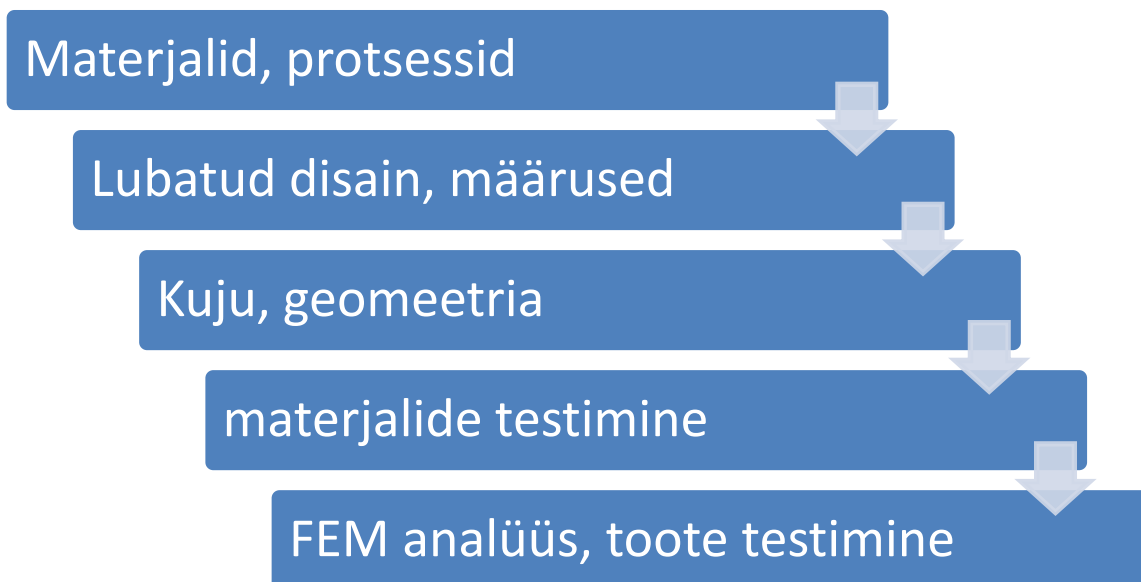 Materjalid, protsessid
Lubatud disain, määrused
Kuju, geomeetria
materjalide testimine
FEM analüüs, toote testimine